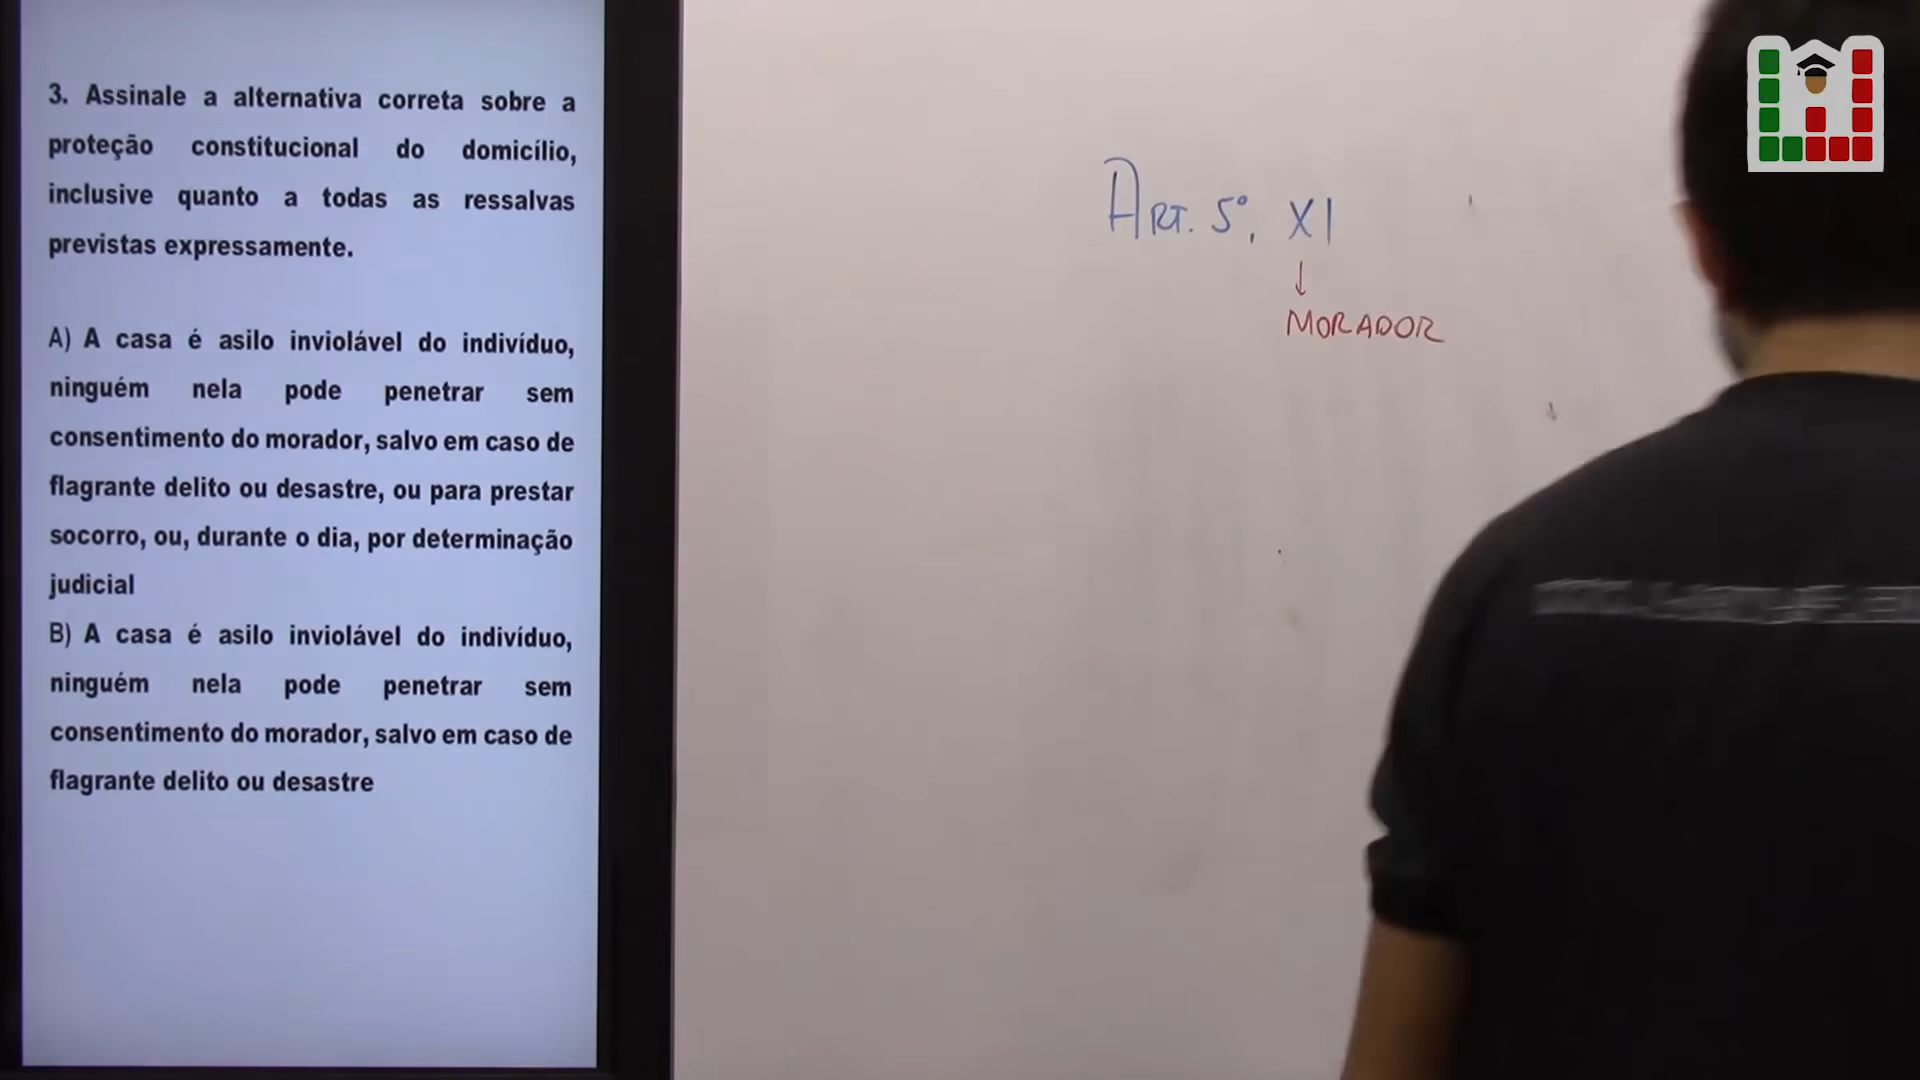 3. Assinale a alternativa correta sobre a
proteção constitucional do domicílio,
inclusive quanto a todas as ressalvas
previstas expressamente.
A) A casa é asilo inviolável do indivíduo,
ninguém nela pode penetrar sem
consentimento do morador, salvo em caso de
flagrante delito ou desastre, ou para prestar
socorro, ou, durante o dia, por determinação
judicial
B) A casa é asilo inviolável do indivíduo,
ninguém nela pode penetrar sem
consentimento do morador, salvo em caso de
flagrante delito ou desastre
ART. 5º, XI
↓
MORADOR